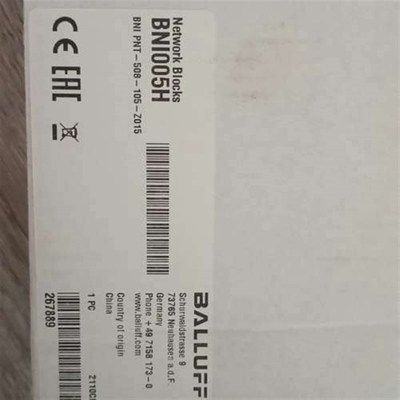 Network Blocks
BNI005H
BNI PNT-508-105-Z015
CE EAC
BALLUFF
Schurwaldstrasse 9
73765 Neuhausen a.d.F.
Germany
Phone +49 7158 173-0
www.balluff.com
Country of origin
China
1 PC
267889